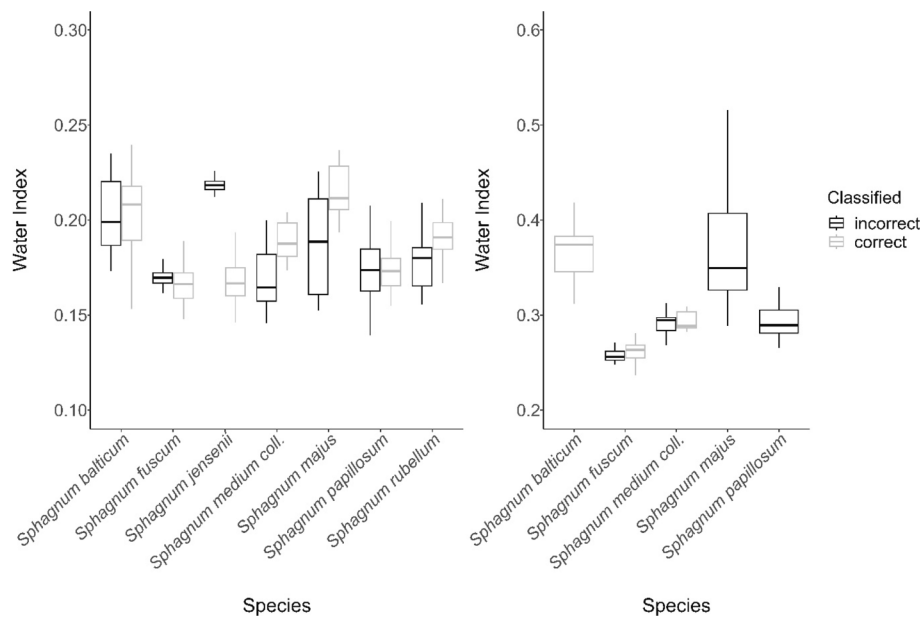 0.30
0.25
0.20
0.15
0.10
Water Index
Sphagnum balticum
Sphagnum fuscum
Sphagnum jensenii
Sphagnum medium coll.
Sphagnum majus
Sphagnum papillosum
Sphagnum rubellum
Species
0.6
0.5
0.4
0.3
0.2
Water Index
Sphagnum balticum
Sphagnum fuscum
Sphagnum medium coll.
Sphagnum majus
Sphagnum papillosum
Species
Classified
incorrect
correct